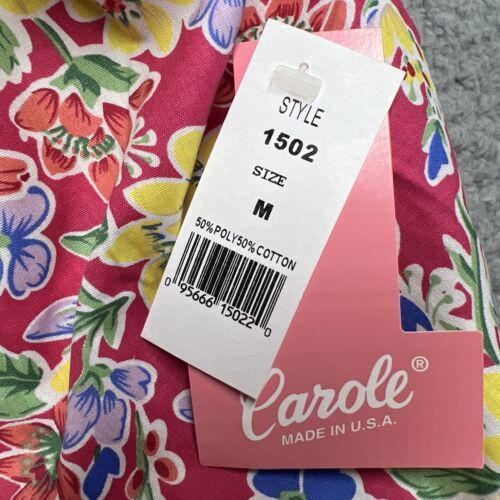 STYLE
1502
SIZE
M
50%POLY50%COTTON
0 95666 15022 0
Carole®
MADE IN U.S.A.